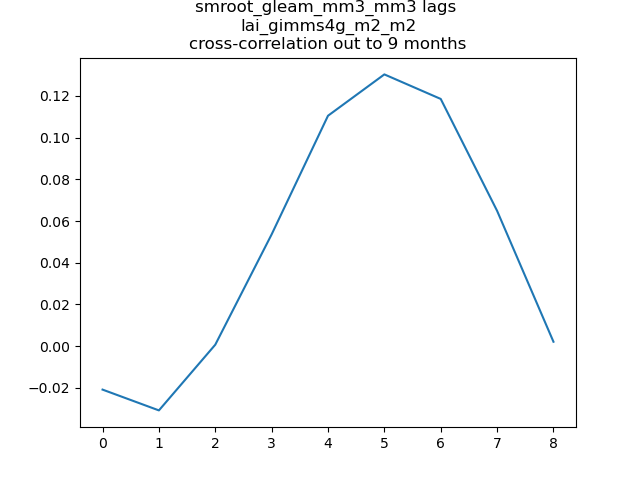 smroot_gleam_mm3_mm3 lags
lai_gimms4g_m2_m2
cross-correlation out to 9 months
0.12
0.10
0.08
0.06
0.04
0.02
0.00
−0.02
0 1 2 3 4 5 6 7 8